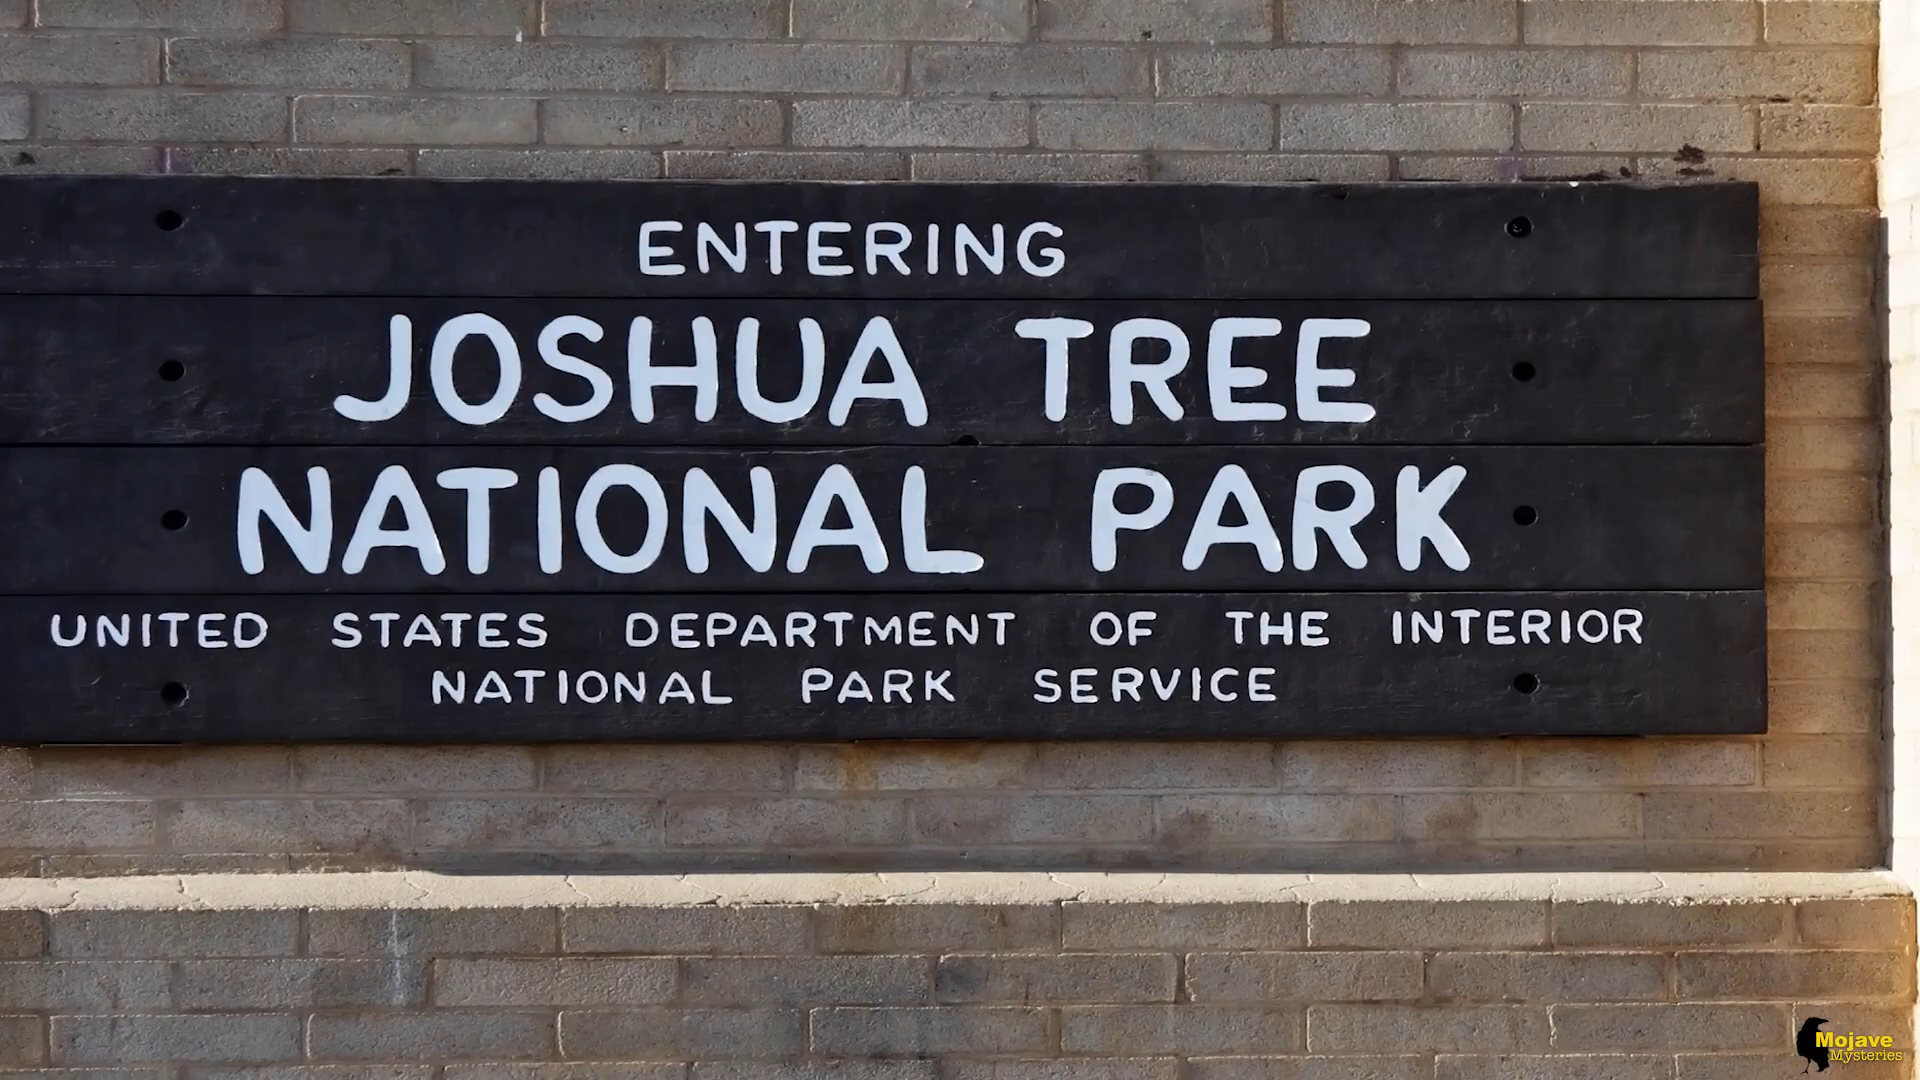 ENTERING
JOSHUA TREE
NATIONAL PARK
UNITED STATES DEPARTMENT OF THE INTERIOR
NATIONAL PARK SERVICE
Mojave
Mysteries